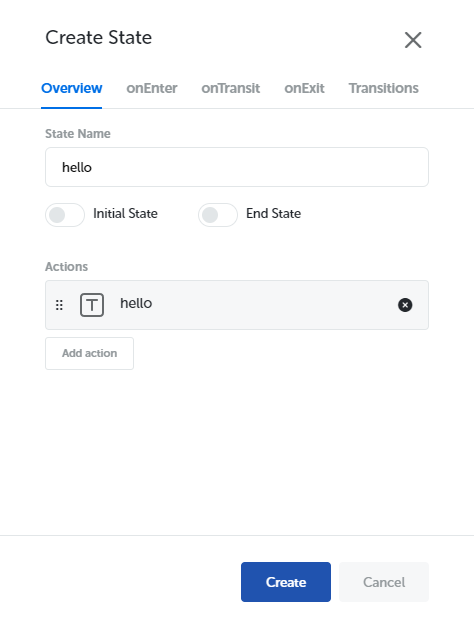 Create State
Overview onEnter onTransit onExit Transitions
State Name
hello
Initial State End State
Actions
T hello
Add action
Create Cancel